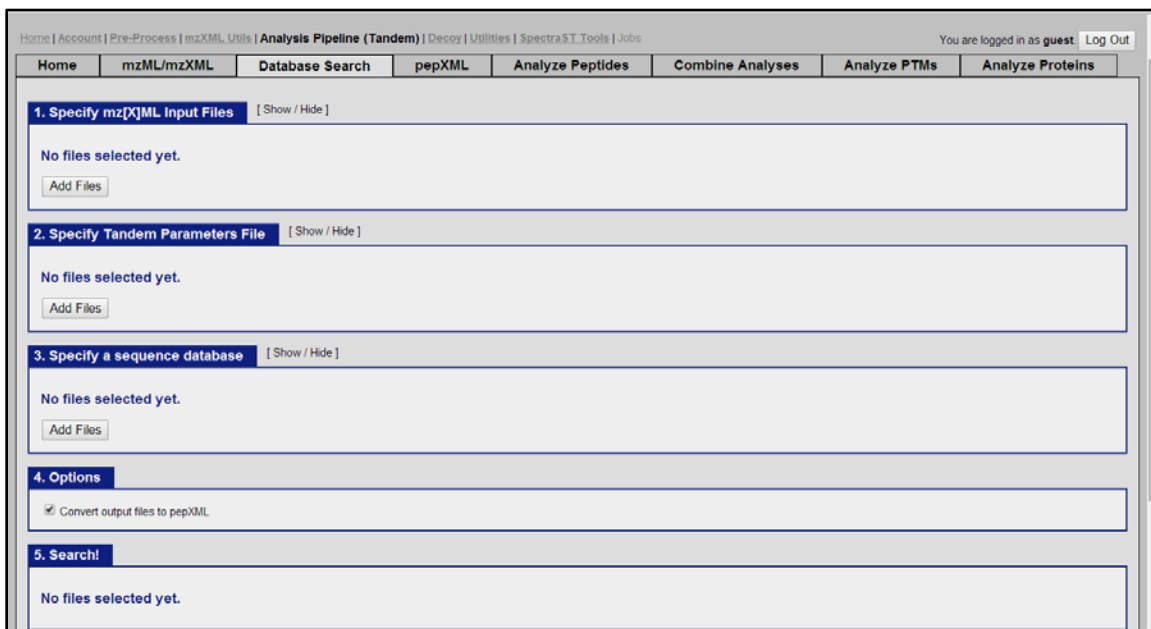 Home | Account | Pre-Process | mzXML Utils | Analysis Pipeline (Tandem) | Decoy | Utilities | SpectraST Tools | Jobs
You are logged in as guest. Log Out
Home mzML/mzXML Database Search pepXML Analyze Peptides Combine Analyses Analyze PTMs Analyze Proteins
1. Specify mz[X]ML Input Files [ Show / Hide ]
No files selected yet.
Add Files
2. Specify Tandem Parameters File [ Show / Hide ]
No files selected yet.
Add Files
3. Specify a sequence database [ Show / Hide ]
No files selected yet.
Add Files
4. Options
Convert output files to pepXML
5. Search!
No files selected yet.